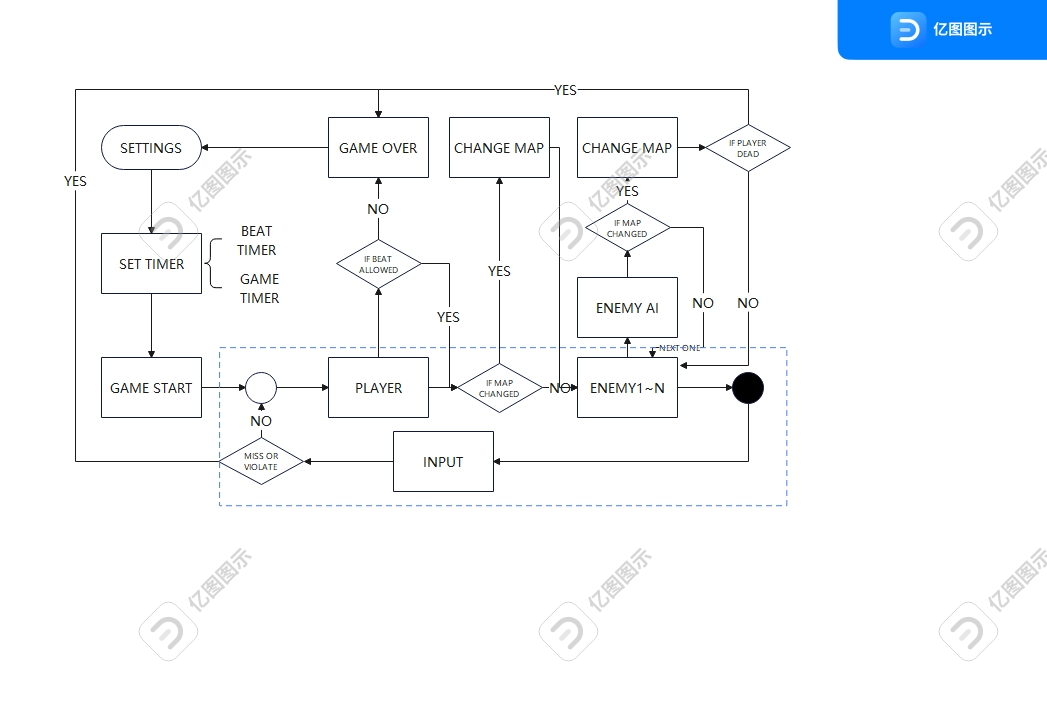 亿图图示
YES
SETTINGS
GAME OVER
CHANGE MAP
CHANGE MAP
IF PLAYER
DEAD
YES
YES
NO
IF MAP
CHANGED
BEAT
TIMER
SET TIMER
GAME
TIMER
IF BEAT
ALLOWED
YES
YES
ENEMY AI
NO
NO
NEXT ONE
GAME START
PLAYER
IF MAP
CHANGED
NO
ENEMY1~N
NO
MISS OR
VIOLATE
INPUT
亿图图示
亿图图示
亿图图示
亿图图示
亿图图示
亿图图示